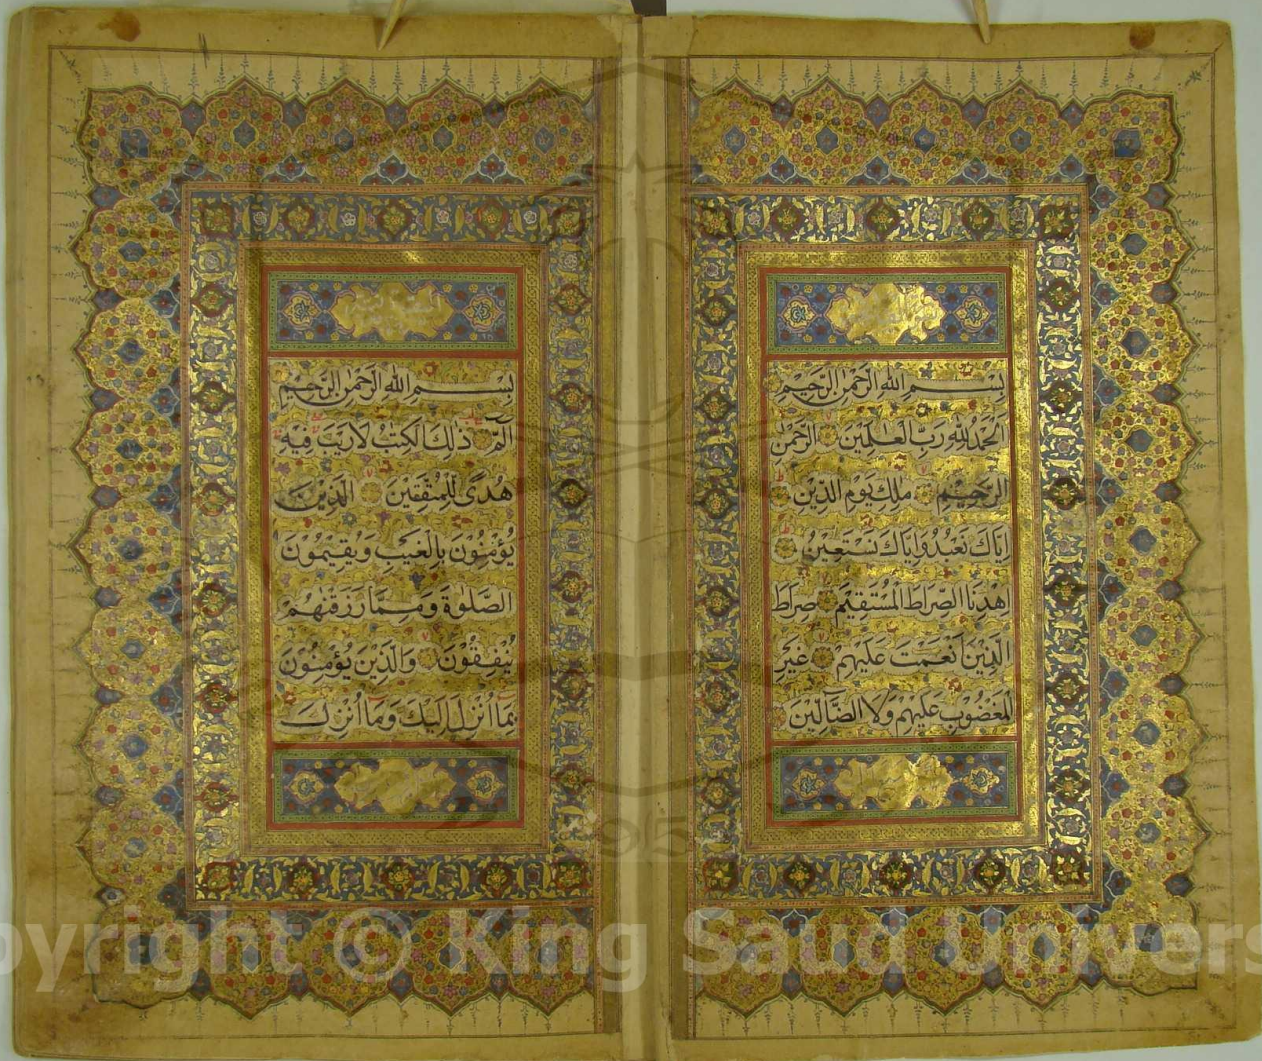 بسم الله الرحمن الرحيم
الحمد لله رب العلمين الرحمن
الرحيم ملك يوم الدين
اياك نعبد واياك نستعين
اهدنا الصراط المستقيم صراط
الذين انعمت عليهم غير
المغضوب عليهم ولا الضالين
بسم الله الرحمن الرحيم
الم ذلك الكتب لا ريب فيه
هدى للمتقين الذين
يؤمنون بالغيب ويقيمون
الصلوة ومما رزقنهم
ينفقون والذين يؤمنون
بما انزل اليك وما انزل
1957
opyright © King Saud Univers